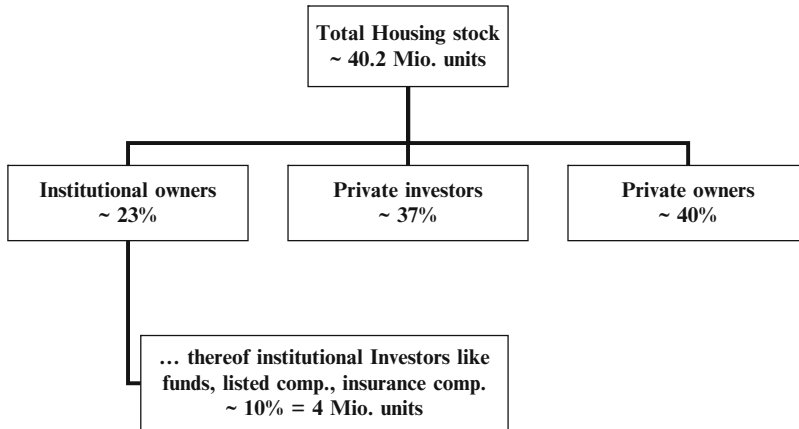 Total Housing stock
~ 40.2 Mio. units
Institutional owners
~ 23%
Private investors
~ 37%
Private owners
~ 40%
… thereof institutional Investors like
funds, listed comp., insurance comp.
~ 10% = 4 Mio. units